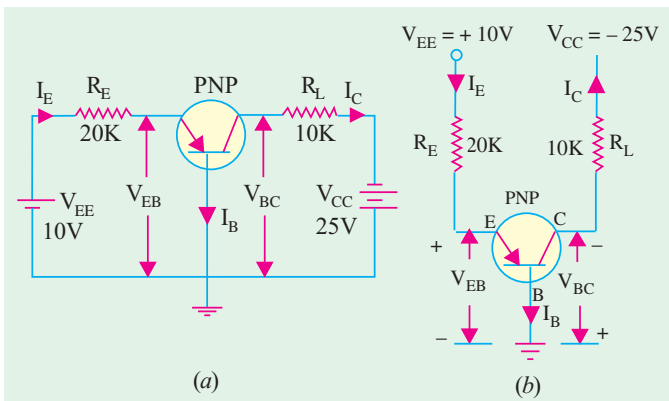 I_E R_E PNP R_L I_C
20K 10K
V_EE 10V
V_EB
I_B
V_BC
V_CC 25V
(a)
V_EE = + 10V V_CC = – 25V
I_E I_C
R_E 20K 10K R_L
PNP
E C
+ –
V_EB V_BC
B
I_B
– +
(b)